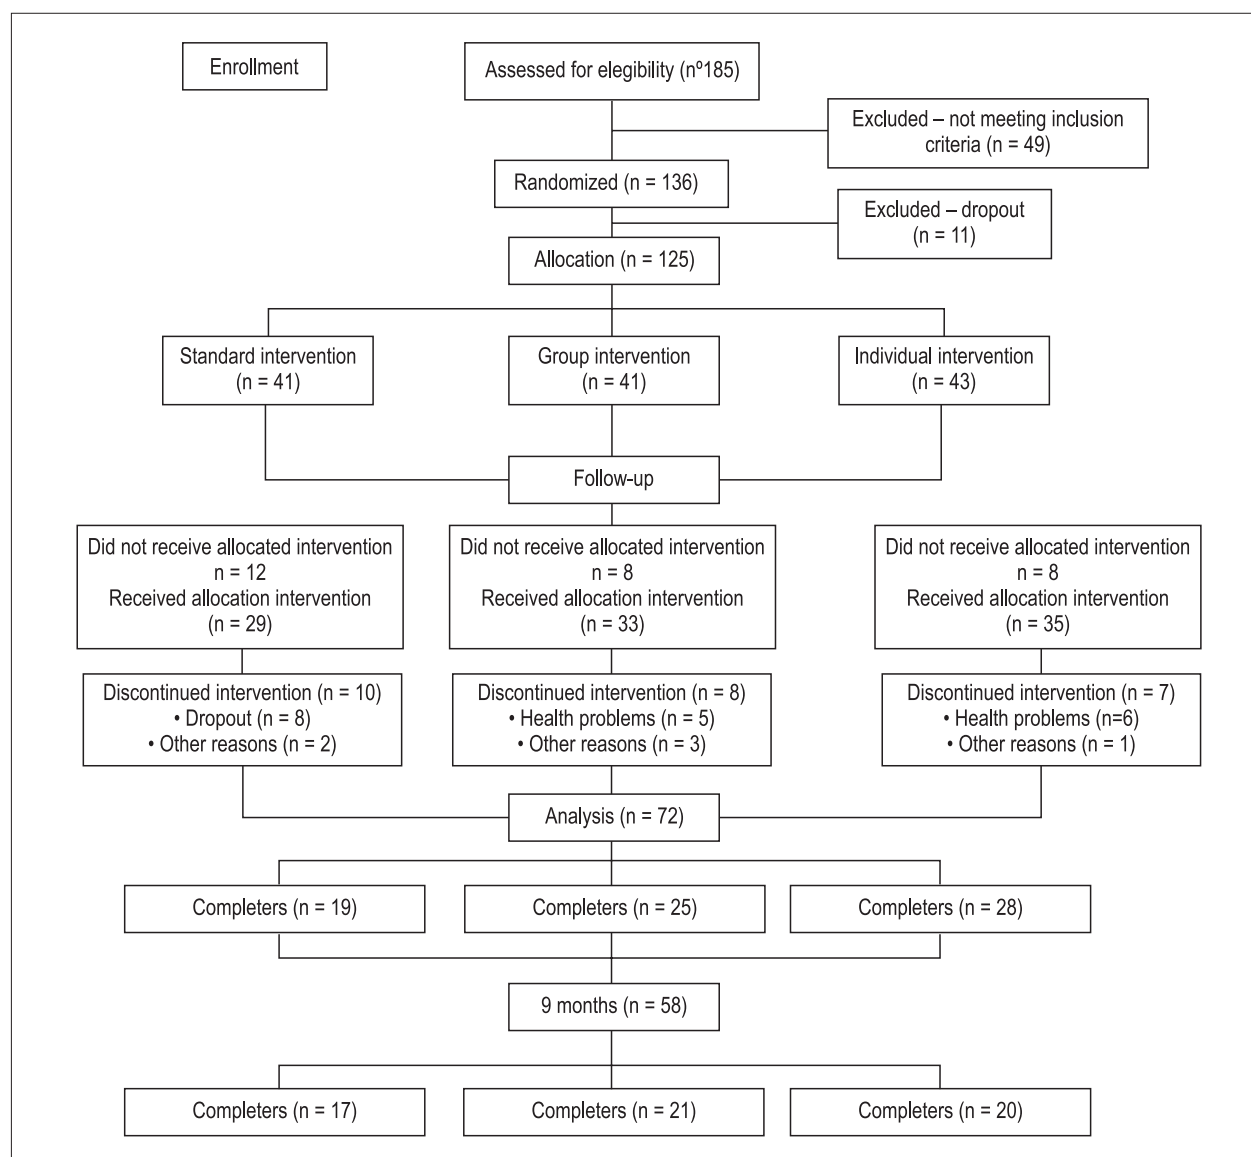 Enrollment
Assessed for elegibility (nº185)
Excluded – not meeting inclusion
criteria (n = 49)
Randomized (n = 136)
Excluded – dropout
(n = 11)
Allocation (n = 125)
Standard intervention
(n = 41)
Group intervention
(n = 41)
Individual intervention
(n = 43)
Follow-up
Did not receive allocated intervention
n = 12
Received allocation intervention
(n = 29)
Did not receive allocated intervention
n = 8
Received allocation intervention
(n = 33)
Did not receive allocated intervention
n = 8
Received allocation intervention
(n = 35)
Discontinued intervention (n = 10)
• Dropout (n = 8)
• Other reasons (n = 2)
Discontinued intervention (n = 8)
• Health problems (n = 5)
• Other reasons (n = 3)
Discontinued intervention (n = 7)
• Health problems (n=6)
• Other reasons (n = 1)
Analysis (n = 72)
Completers (n = 19)
Completers (n = 25)
Completers (n = 28)
9 months (n = 58)
Completers (n = 17)
Completers (n = 21)
Completers (n = 20)